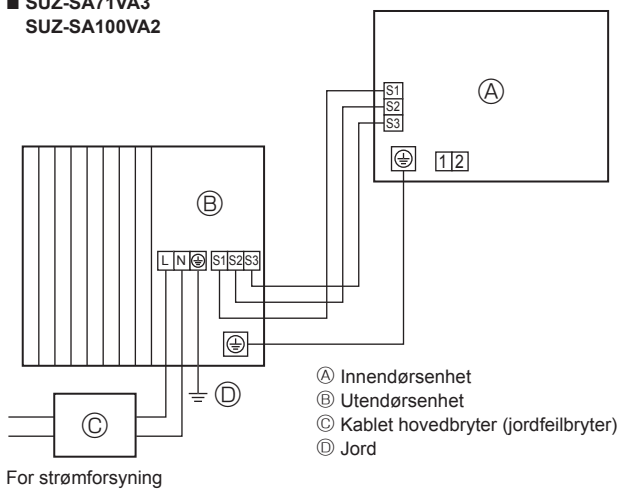 ■ SUZ-SA71VA3
SUZ-SA100VA2
S1
S2
S3
Ⓐ
1 2
Ⓑ
L N S1 S2 S3
Ⓓ
Ⓒ
For strømforsyning
Ⓐ Innendørsenhet
Ⓑ Utendørsenhet
Ⓒ Kablet hovedbryter (jordfeilbryter)
Ⓓ Jord